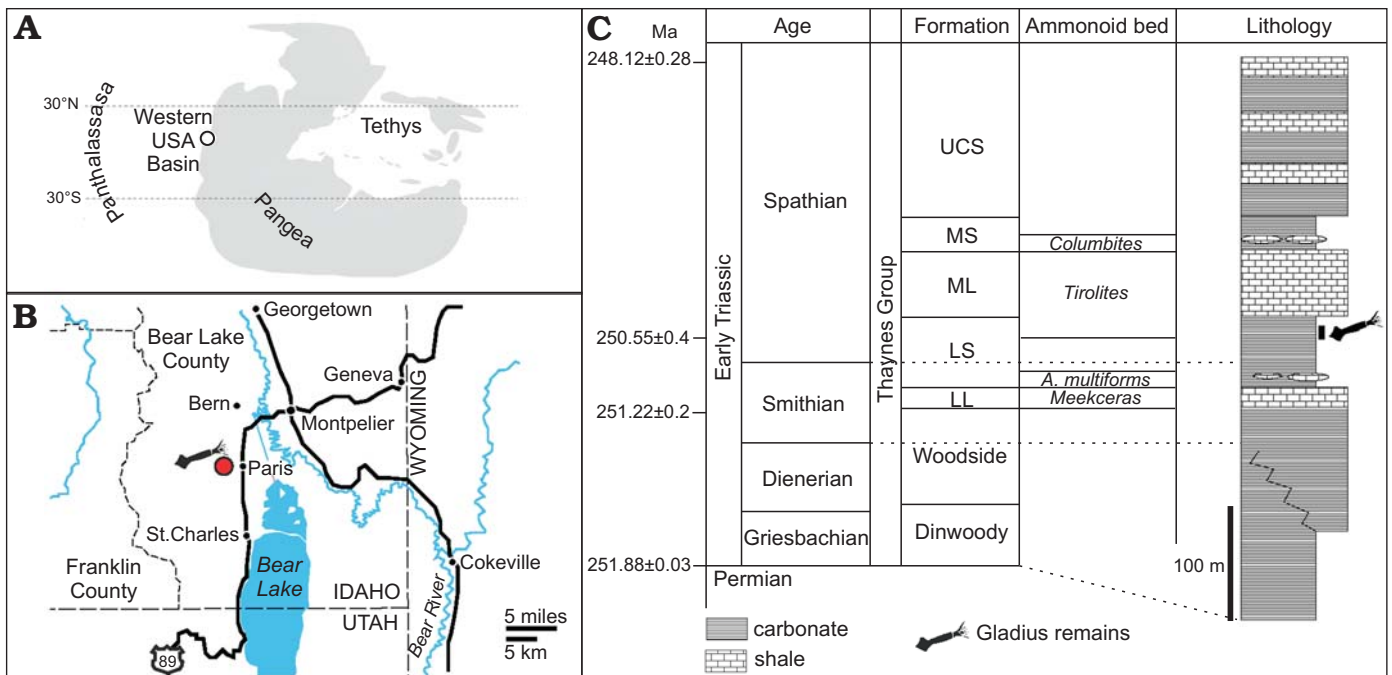 A
30°N
Western
USA
Basin
Tethys
Panthalassasa
30°S
Pangea
B
Georgetown
Bear Lake
County
Geneva
Bern
Montpelier
WYOMING
Paris
St.Charles
Franklin
County
Bear
Lake
Cokeville
IDAHO
UTAH
Bear River
5 miles
5 km
89
C
Ma
Age
Formation
Ammonoid bed
Lithology
248.12±0.28
250.55±0.4
251.22±0.2
251.88±0.03
Early Triassic
Spathian
Smithian
Dienerian
Griesbachian
Permian
Thaynes Group
UCS
MS
ML
LS
LL
Woodside
Dinwoody
Columbites
Tirolites
A. multiforms
Meekceras
100 m
carbonate
shale
Gladius remains